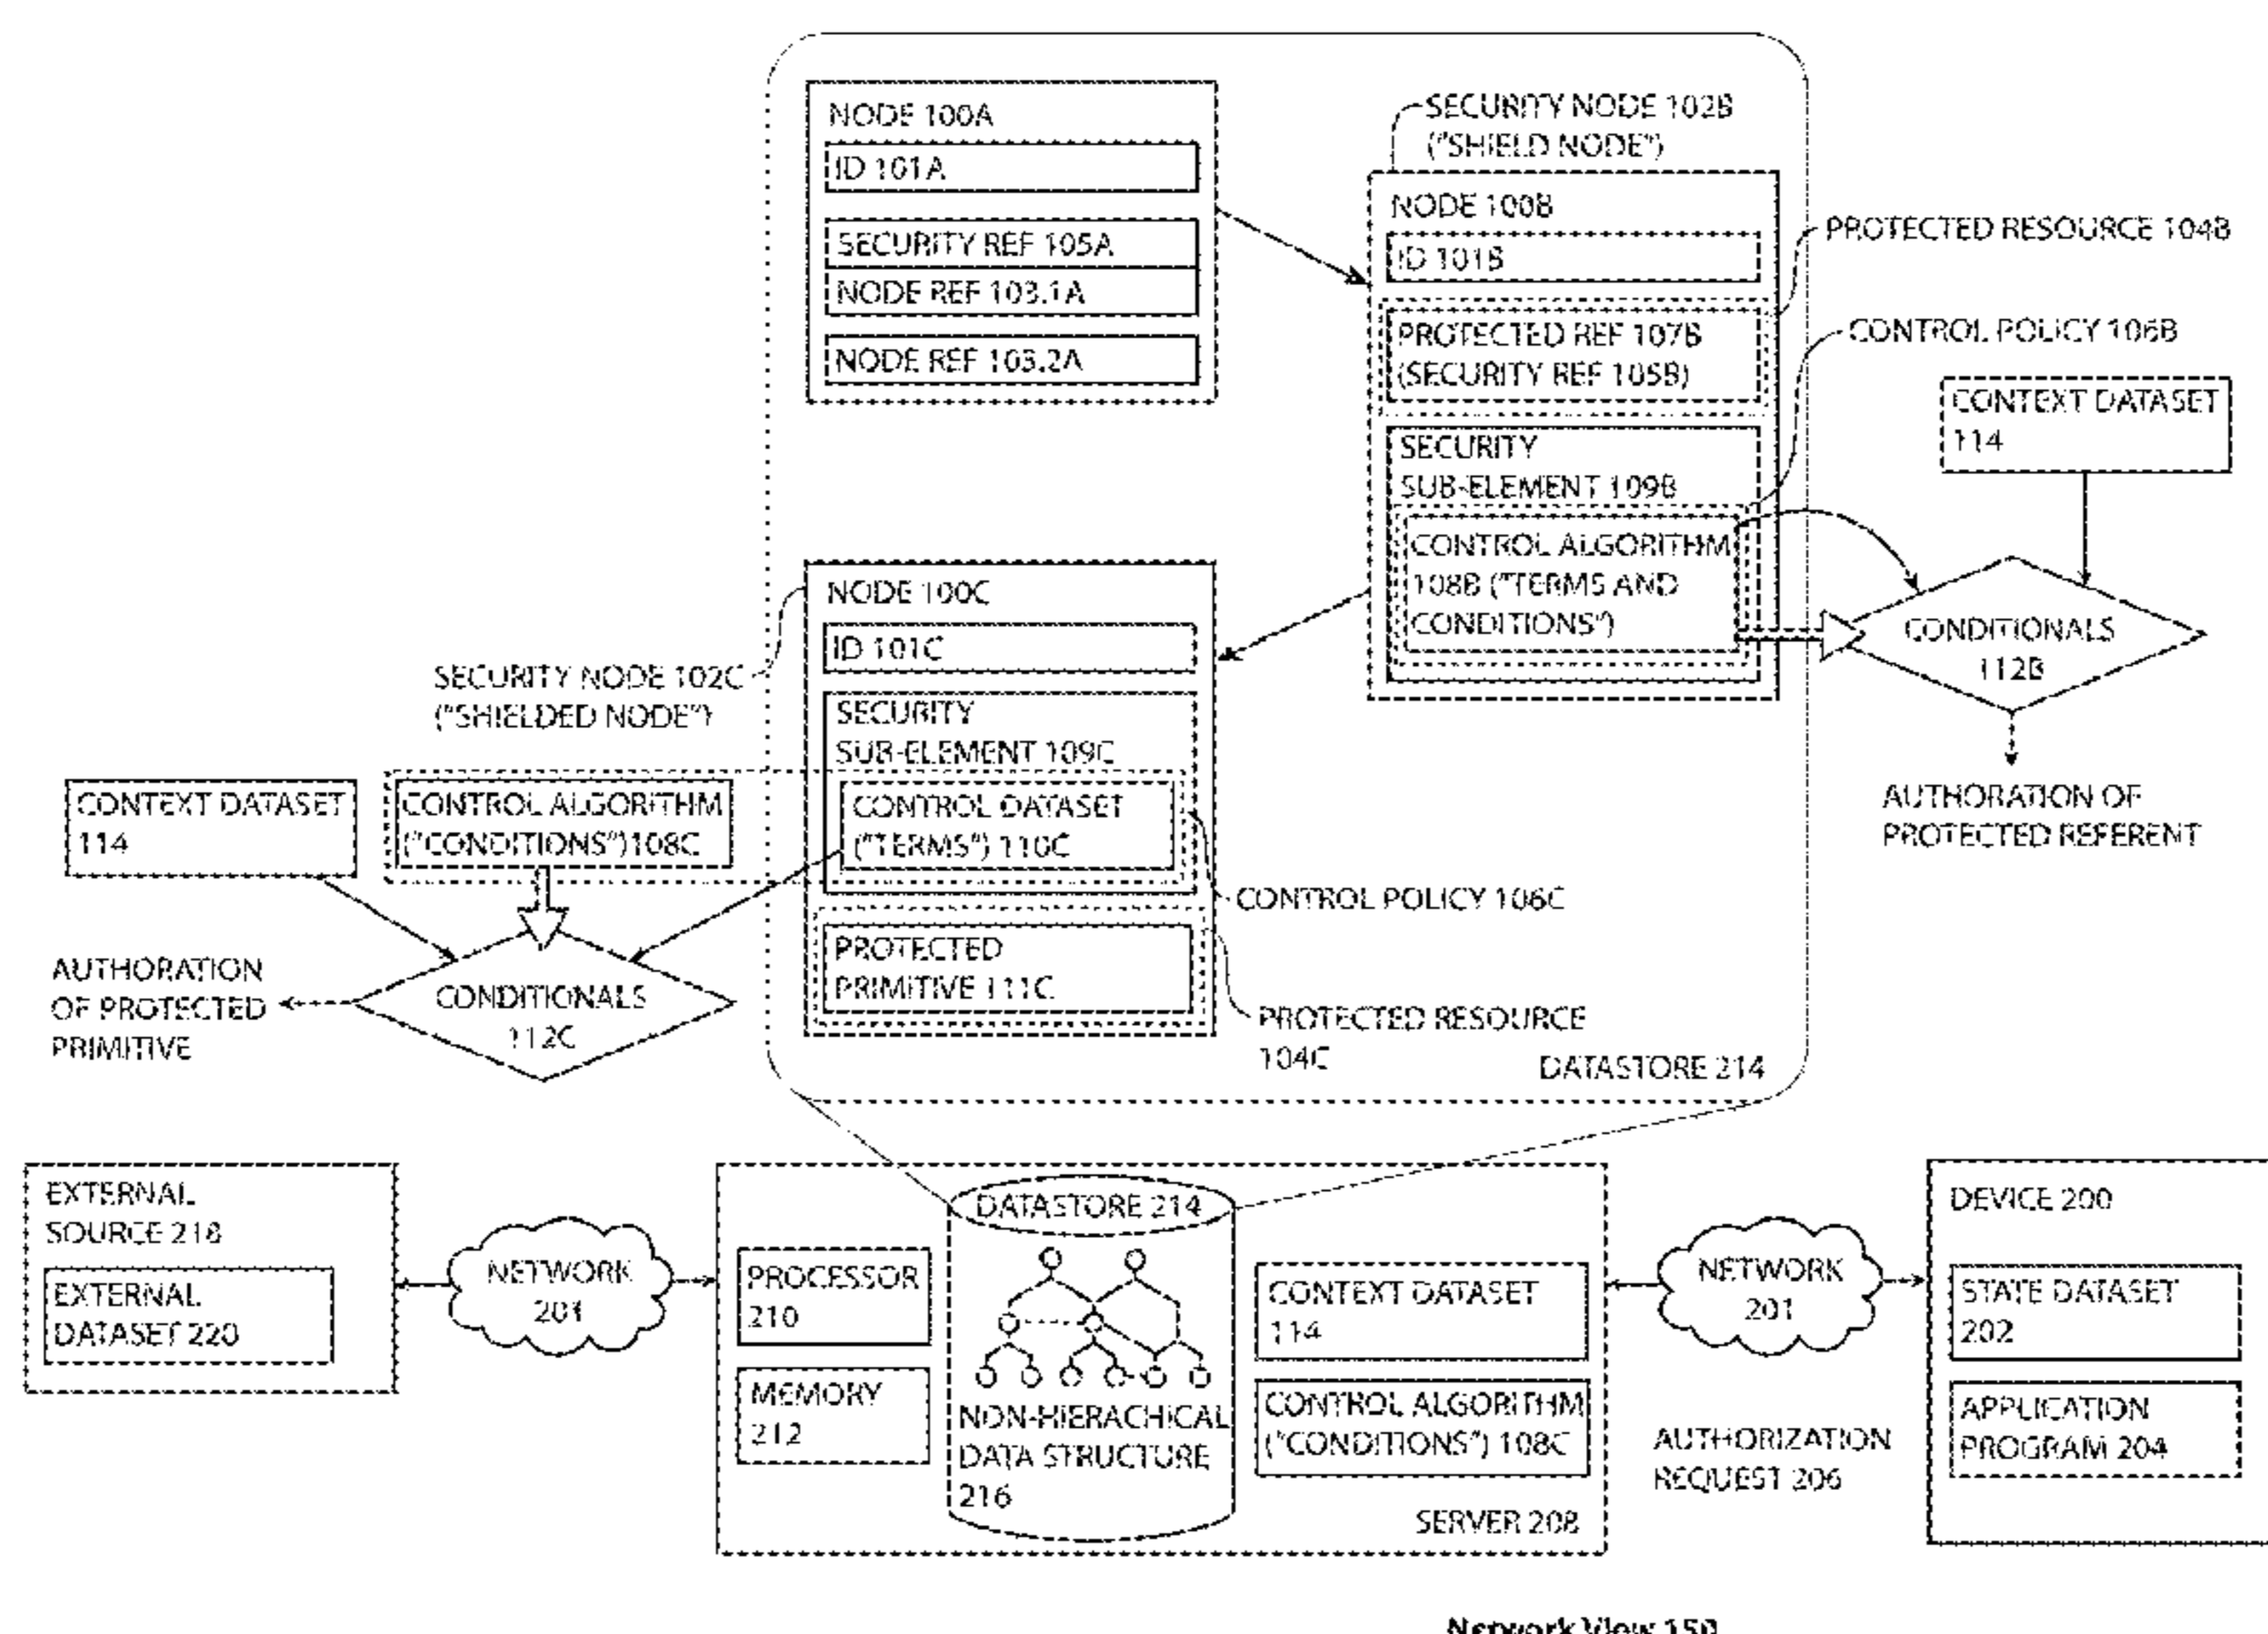 NODE 100A
ID 101A
SECURITY REF 105A
NODE REF 103.1A
NODE REF 103.2A
SECURITY NODE 102B
("SHIELD NODE")
NODE 100B
ID 101B
PROTECTED REF 107B
(SECURITY REF 105B)
SECURITY
SUB-ELEMENT 109B
CONTROL ALGORITHM
108B ("TERMS AND
CONDITIONS")
PROTECTED RESOURCE 104B
CONTROL POLICY 106B
CONTEXT DATASET
114
CONDITIONALS
112B
AUTHORATION OF
PROTECTED REFERENT
NODE 100C
ID 101C
SECURITY
SUB-ELEMENT 109C
CONTROL DATASET
("TERMS") 110C
PROTECTED
PRIMITIVE 111C
SECURITY NODE 102C
("SHIELDED NODE")
CONTEXT DATASET
114
CONTROL ALGORITHM
("CONDITIONS")108C
CONDITIONALS
112C
AUTHORATION
OF PROTECTED
PRIMITIVE
CONTROL POLICY 106C
PROTECTED RESOURCE
104C
DATASTORE 214
EXTERNAL
SOURCE 218
EXTERNAL
DATASET 220
NETWORK
201
PROCESSOR
210
MEMORY
212
DATASTORE 214
NON-HIERACHICAL
DATA STRUCTURE
216
CONTEXT DATASET
114
CONTROL ALGORITHM
("CONDITIONS") 108C
SERVER 208
NETWORK
201
AUTHORIZATION
REQUEST 206
DEVICE 200
STATE DATASET
202
APPLICATION
PROGRAM 204
Network View 150